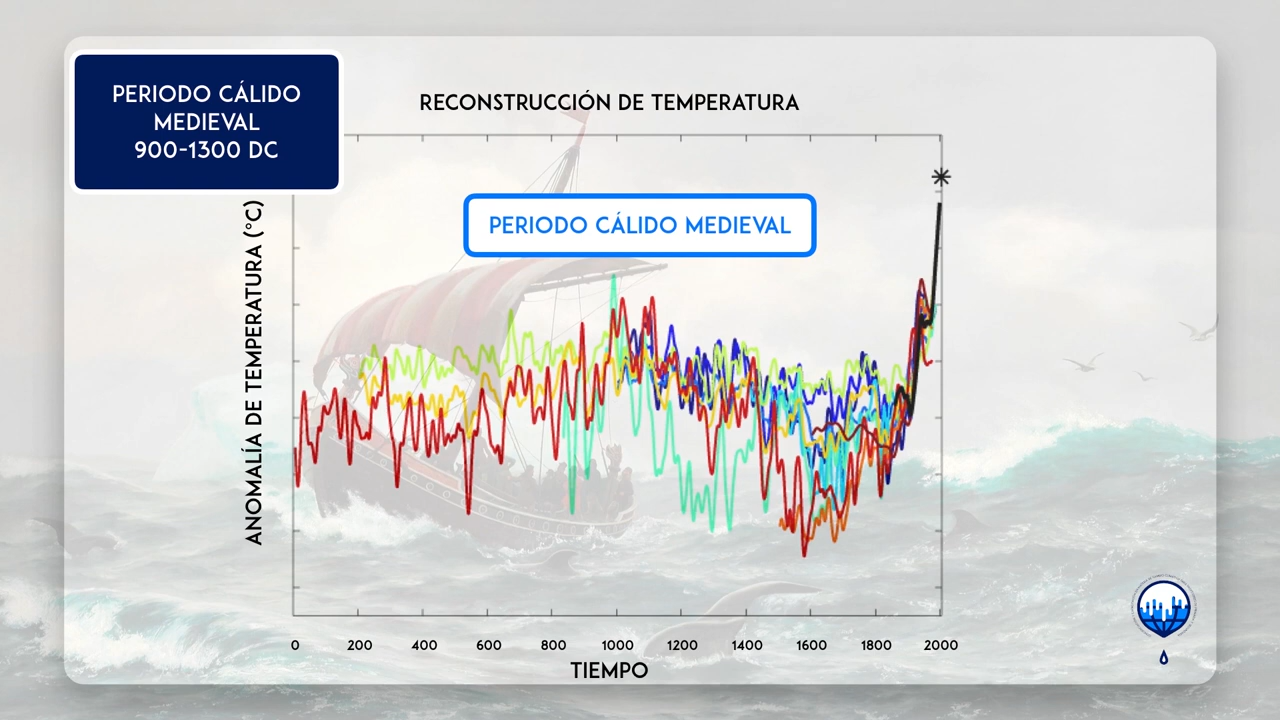 PERIODO CÁLIDO
MEDIEVAL
900-1300 DC
RECONSTRUCCIÓN DE TEMPERATURA
PERIODO CÁLIDO MEDIEVAL
ANOMALÍA DE TEMPERATURA (°C)
0 200 400 600 800 1000 1200 1400 1600 1800 2000
TIEMPO